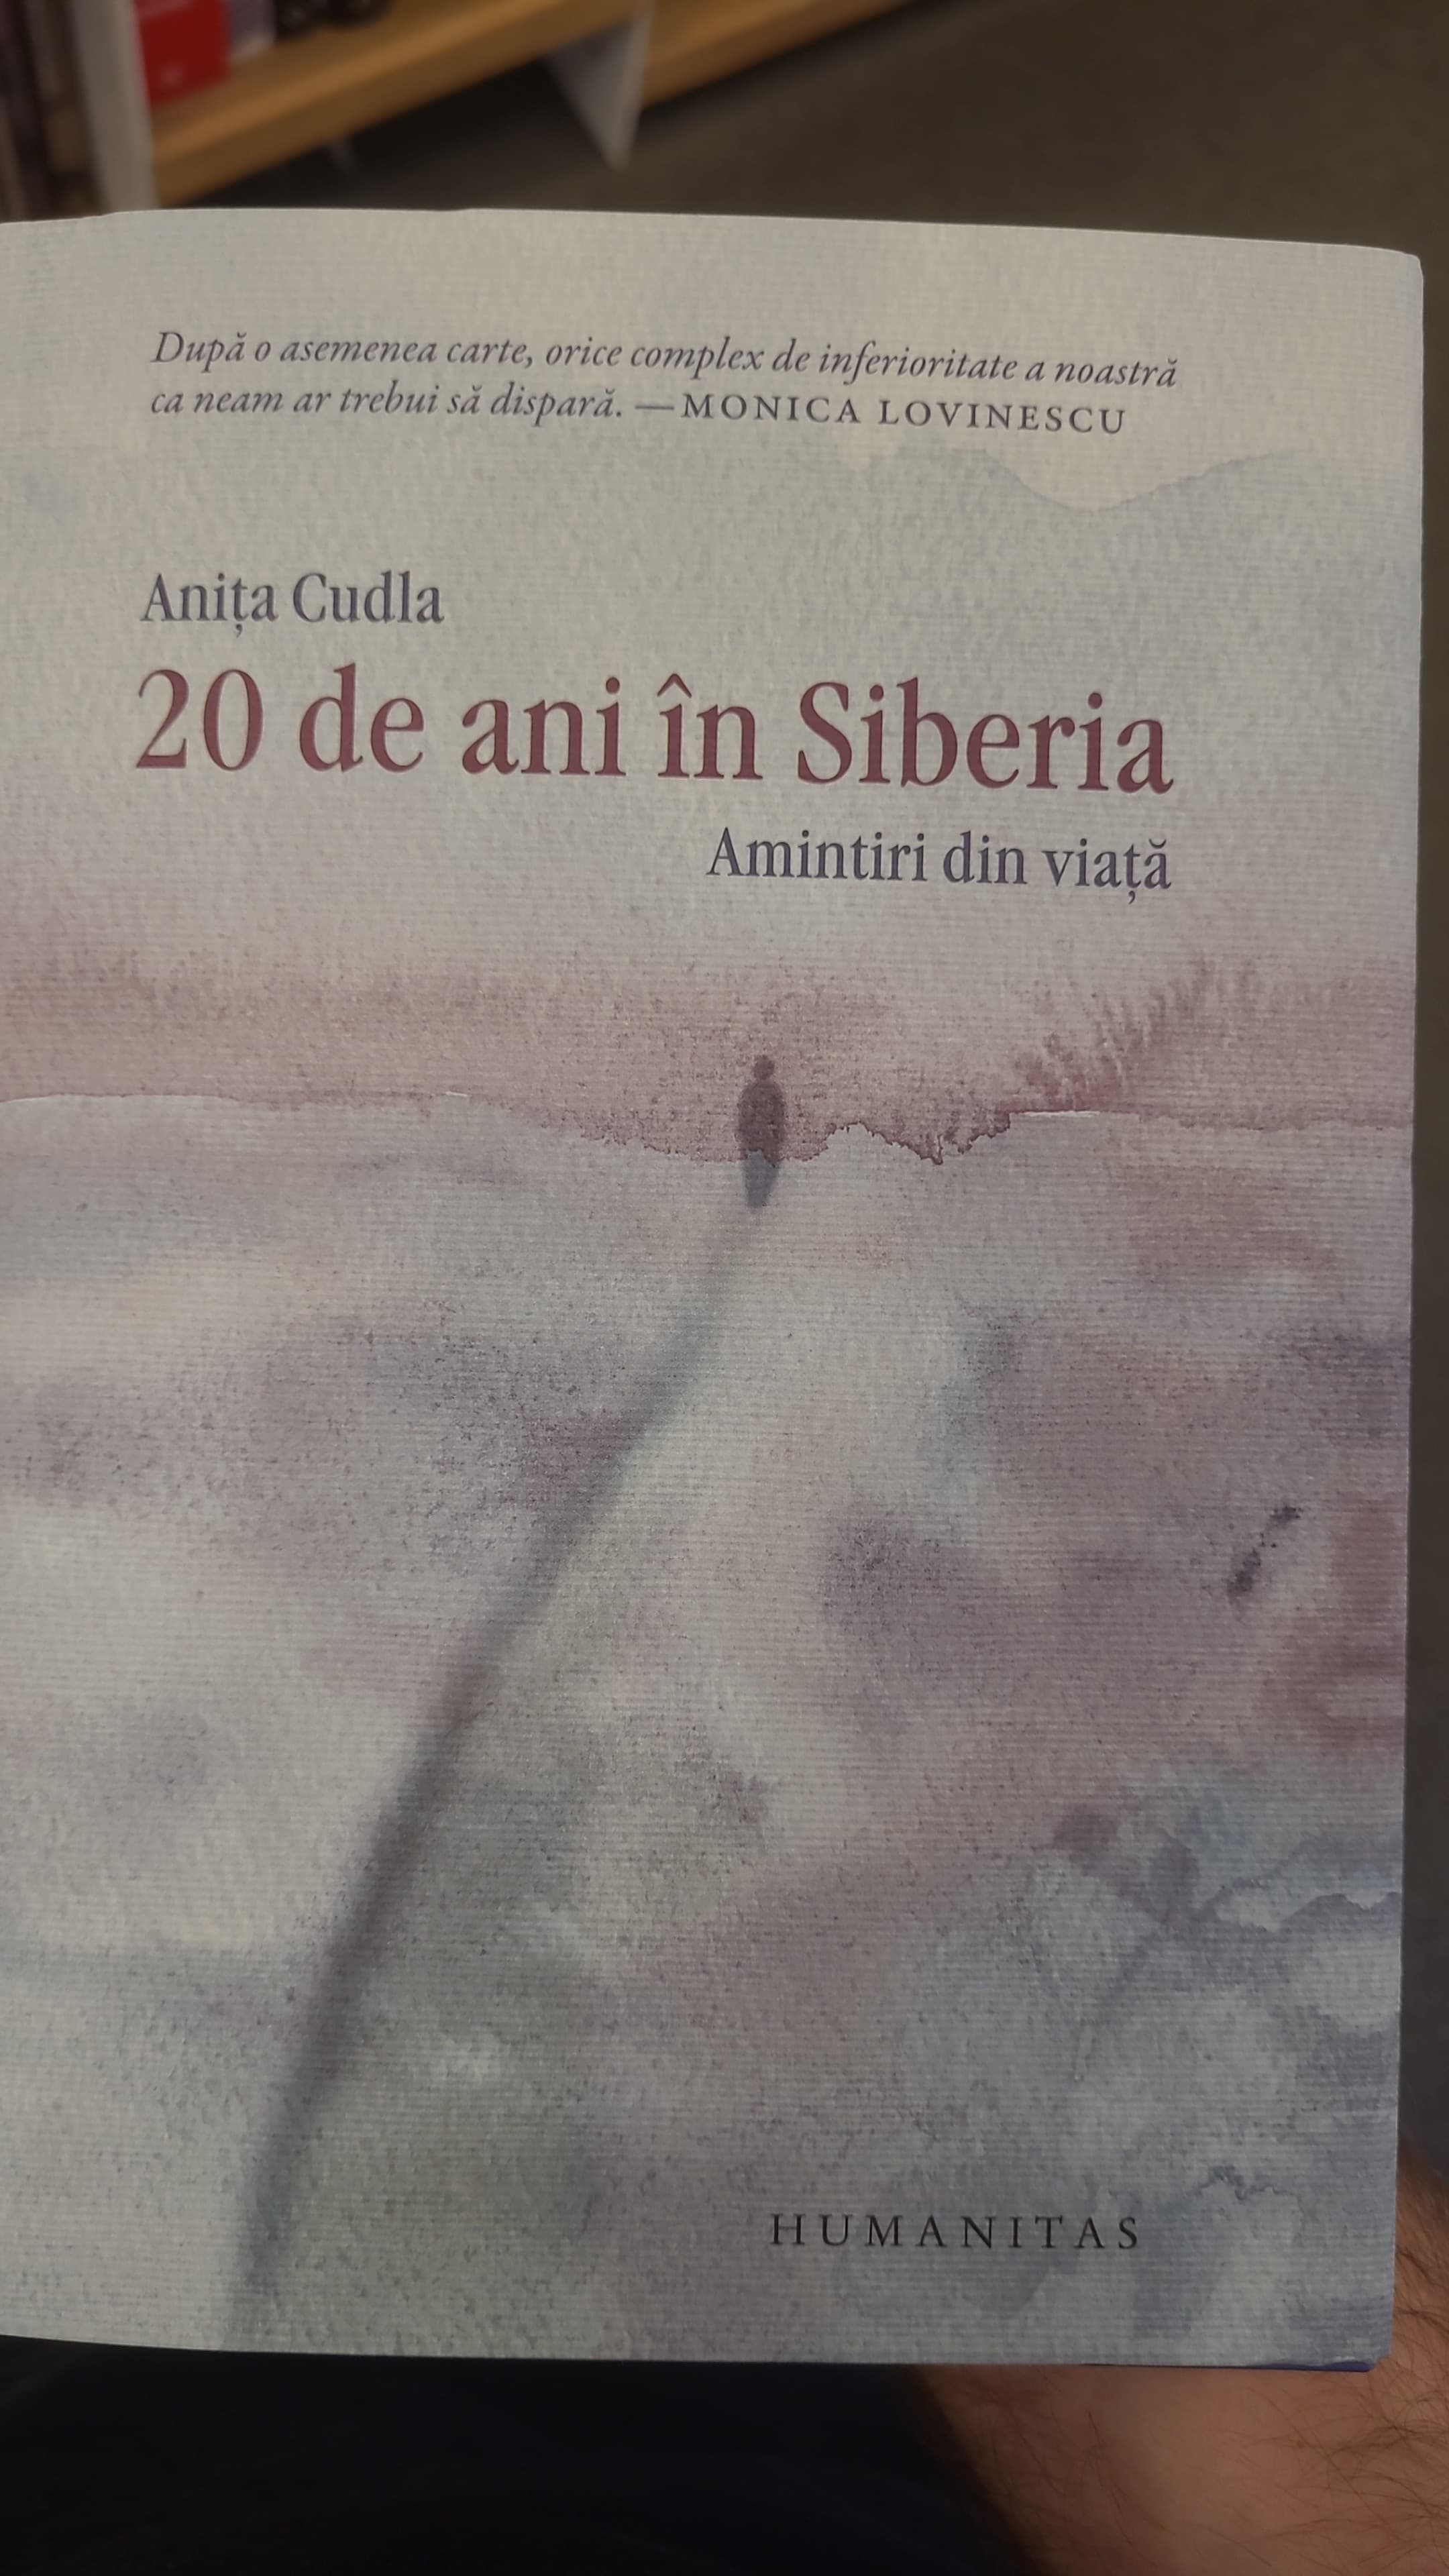 După o asemenea carte, orice complex de inferioritate a noastră
ca neam ar trebui să dispară. —MONICA LOVINESCU
Anița Cudla
20 de ani în Siberia
Amintiri din viață
HUMANITAS